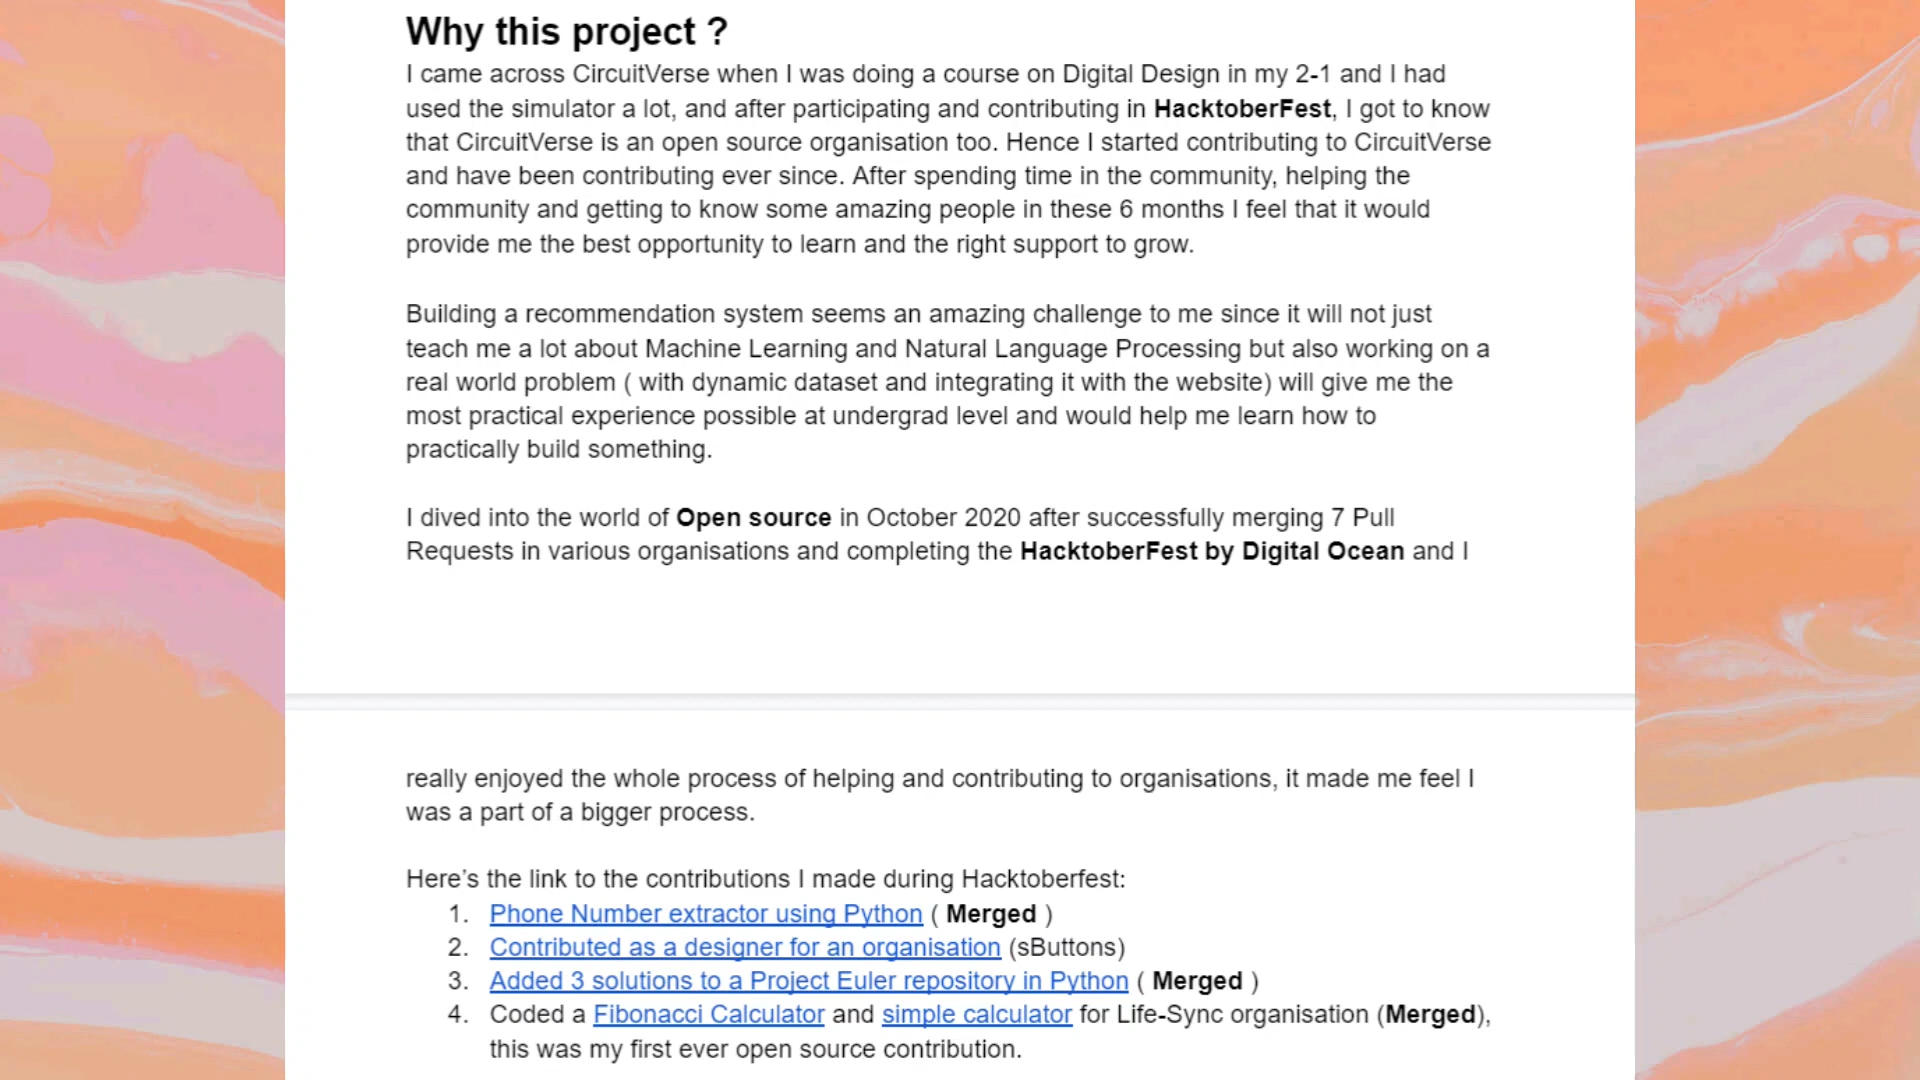 Why this project ?
I came across CircuitVerse when I was doing a course on Digital Design in my 2-1 and I had
used the simulator a lot, and after participating and contributing in HacktoberFest, I got to know
that CircuitVerse is an open source organisation too. Hence I started contributing to CircuitVerse
and have been contributing ever since. After spending time in the community, helping the
community and getting to know some amazing people in these 6 months I feel that it would
provide me the best opportunity to learn and the right support to grow.
Building a recommendation system seems an amazing challenge to me since it will not just
teach me a lot about Machine Learning and Natural Language Processing but also working on a
real world problem ( with dynamic dataset and integrating it with the website) will give me the
most practical experience possible at undergrad level and would help me learn how to
practically build something.
I dived into the world of Open source in October 2020 after successfully merging 7 Pull
Requests in various organisations and completing the HacktoberFest by Digital Ocean and I
really enjoyed the whole process of helping and contributing to organisations, it made me feel I
was a part of a bigger process.
Here’s the link to the contributions I made during Hacktoberfest:
1. Phone Number extractor using Python ( Merged )
2. Contributed as a designer for an organisation (sButtons)
3. Added 3 solutions to a Project Euler repository in Python ( Merged )
4. Coded a Fibonacci Calculator and simple calculator for Life-Sync organisation (Merged),
this was my first ever open source contribution.